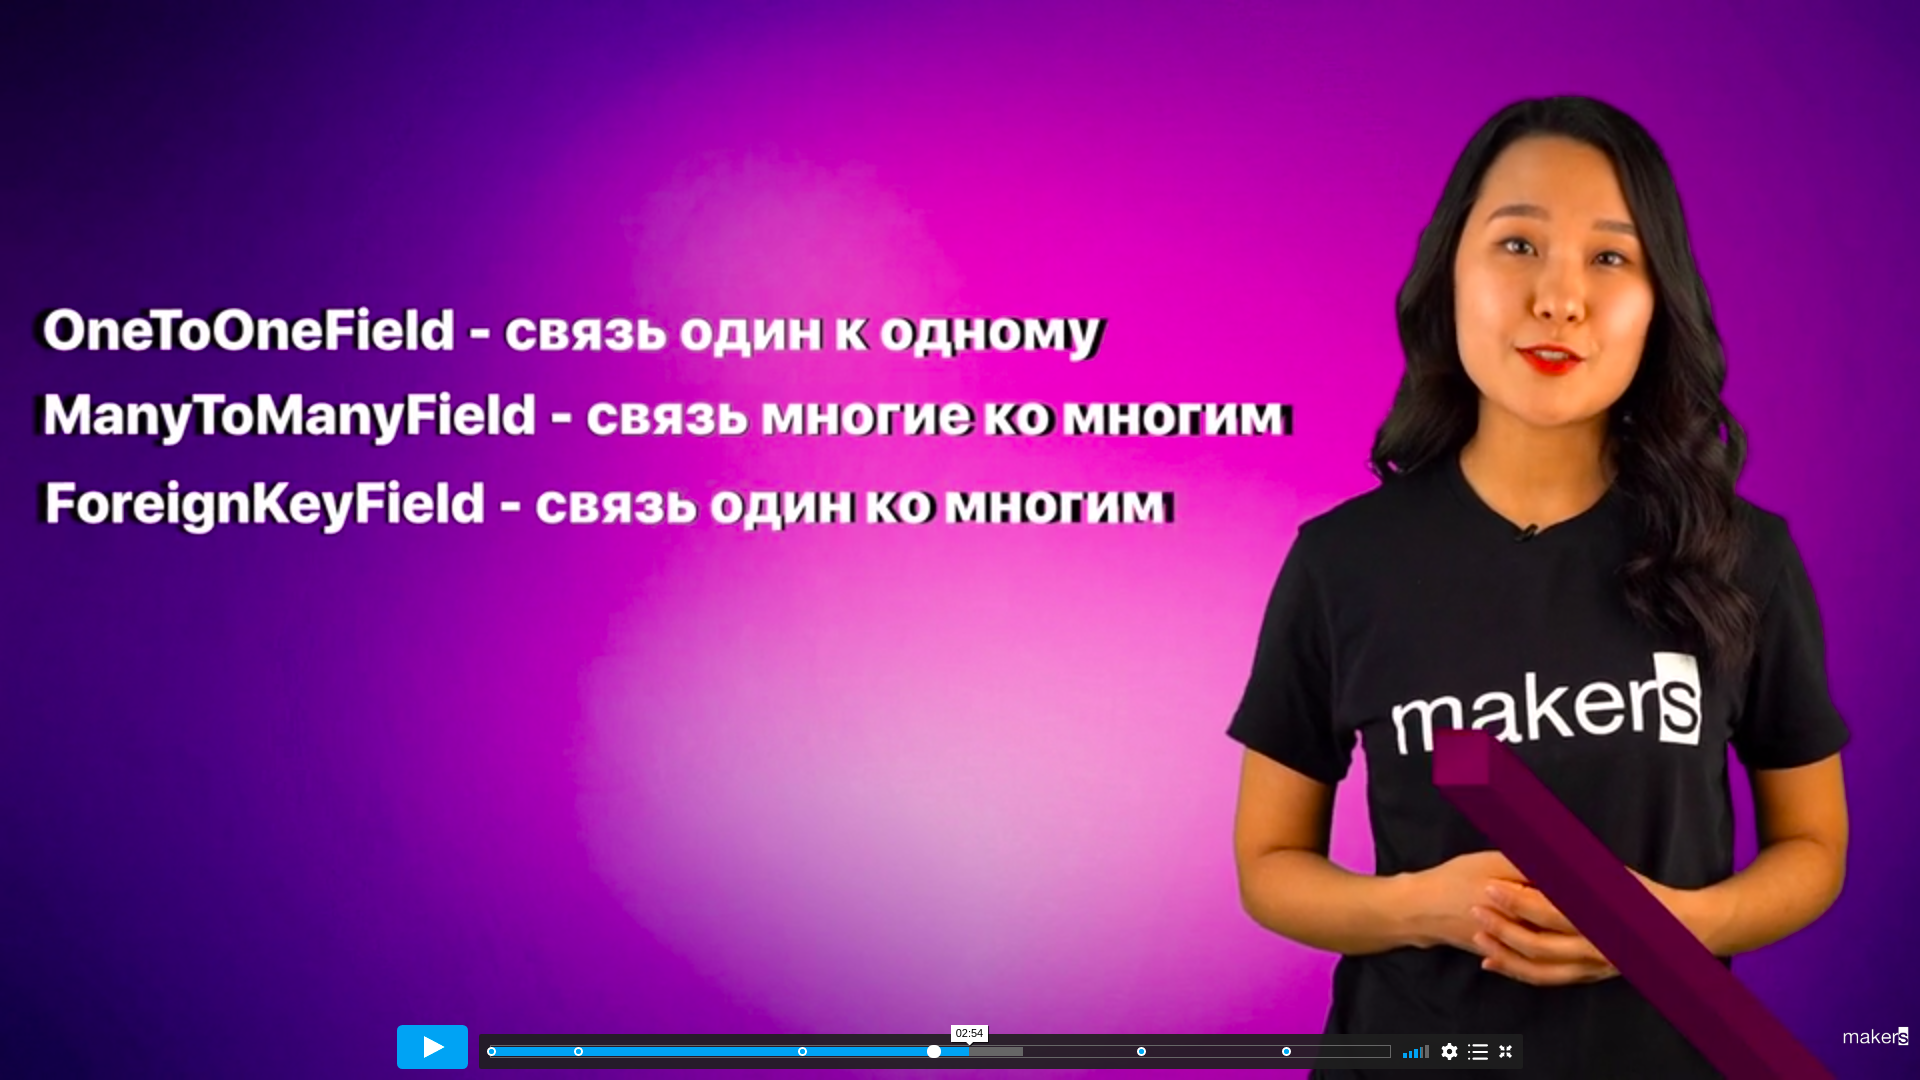 OneToOneField - связь один к одному
ManyToManyField - связь многие ко многим
ForeignKeyField - связь один ко многим
makers
02:54
makers